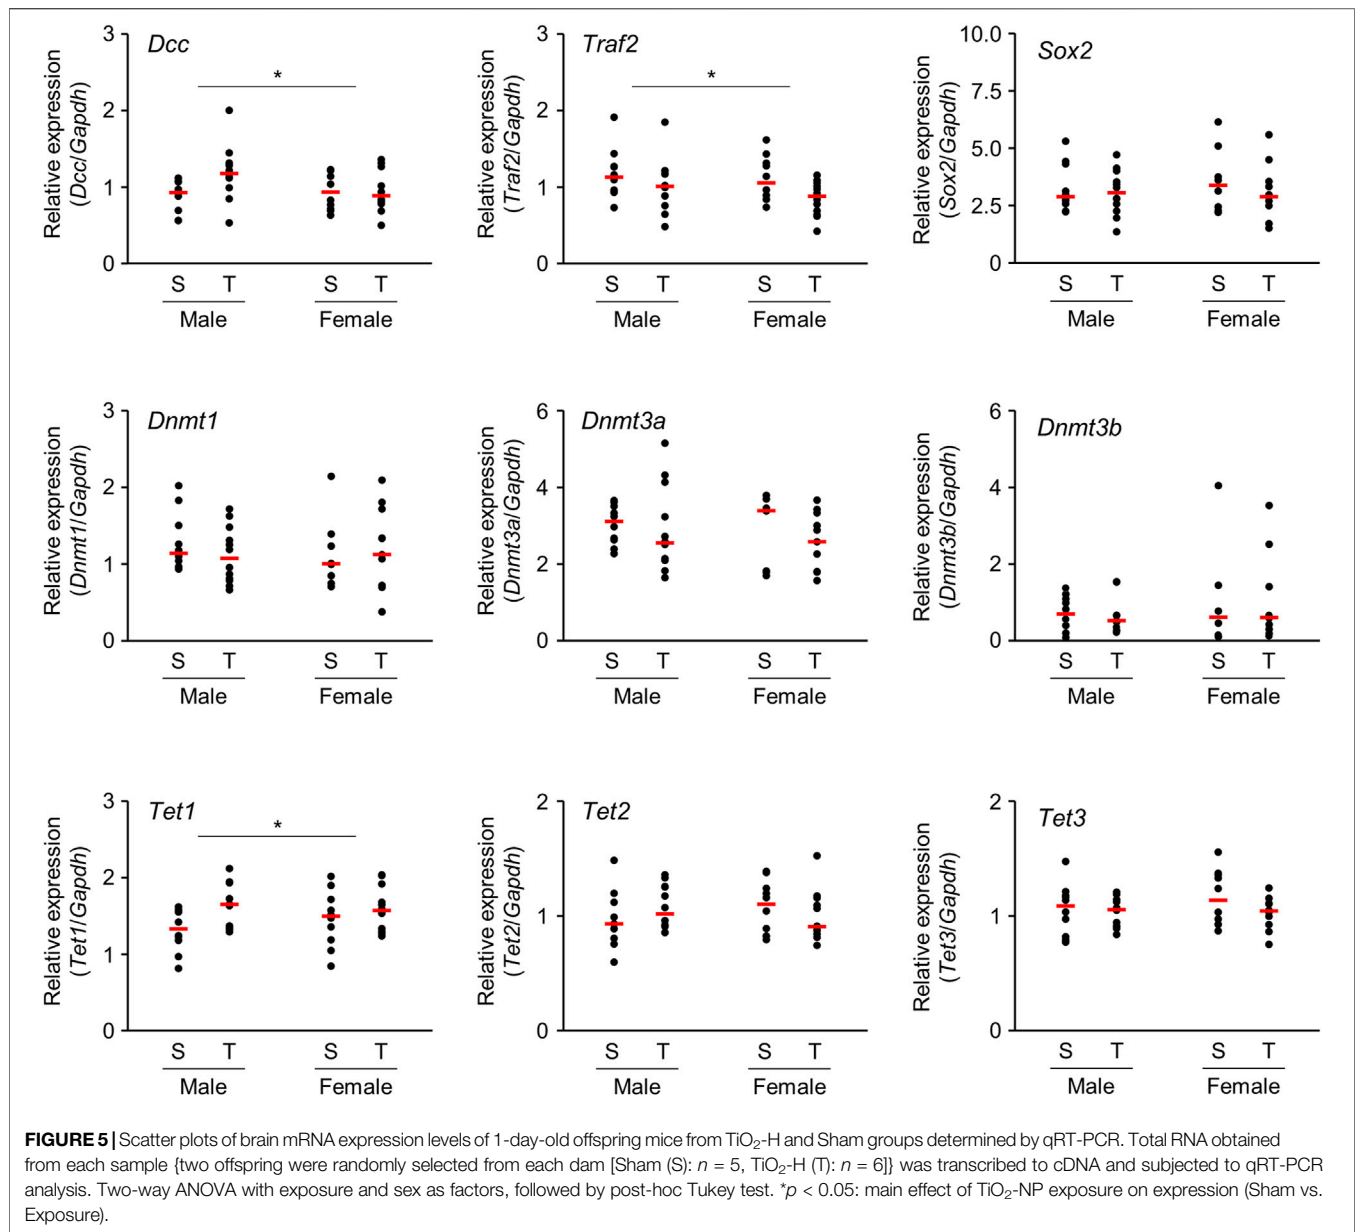 Dcc
Relative expression
(Dcc/Gapdh)
3
2
1
0
*
S T S T
Male Female
Traf2
Relative expression
(Traf2/Gapdh)
3
2
1
0
*
S T S T
Male Female
Sox2
Relative expression
(Sox2/Gapdh)
10.0
7.5
5.0
2.5
0
S T S T
Male Female
Dnmt1
Relative expression
(Dnmt1/Gapdh)
3
2
1
0
S T S T
Male Female
Dnmt3a
Relative expression
(Dnmt3a/Gapdh)
6
4
2
0
S T S T
Male Female
Dnmt3b
Relative expression
(Dnmt3b/Gapdh)
6
4
2
0
S T S T
Male Female
Tet1
Relative expression
(Tet1/Gapdh)
3
2
1
0
*
S T S T
Male Female
Tet2
Relative expression
(Tet2/Gapdh)
2
1
0
S T S T
Male Female
Tet3
Relative expression
(Tet3/Gapdh)
2
1
0
S T S T
Male Female
FIGURE 5 | Scatter plots of brain mRNA expression levels of 1-day-old offspring mice from TiO₂-H and Sham groups determined by qRT-PCR. Total RNA obtained
from each sample {two offspring were randomly selected from each dam [Sham (S): n = 5, TiO₂-H (T): n = 6]} was transcribed to cDNA and subjected to qRT-PCR
analysis. Two-way ANOVA with exposure and sex as factors, followed by post-hoc Tukey test. *p < 0.05: main effect of TiO₂-NP exposure on expression (Sham vs.
Exposure).